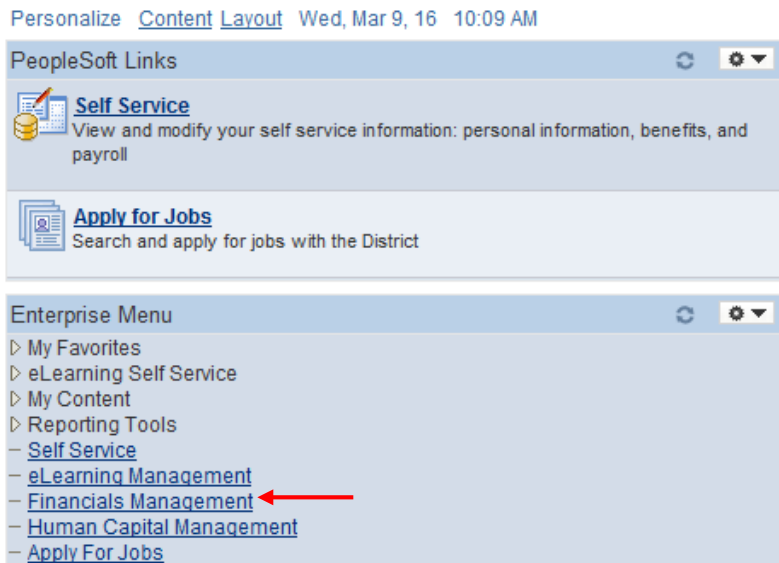 Personalize Content Layout Wed, Mar 9, 16 10:09 AM
PeopleSoft Links
Self Service
View and modify your self service information: personal information, benefits, and
payroll
Apply for Jobs
Search and apply for jobs with the District
Enterprise Menu
My Favorites
eLearning Self Service
My Content
Reporting Tools
Self Service
eLearning Management
Financials Management
Human Capital Management
Apply For Jobs